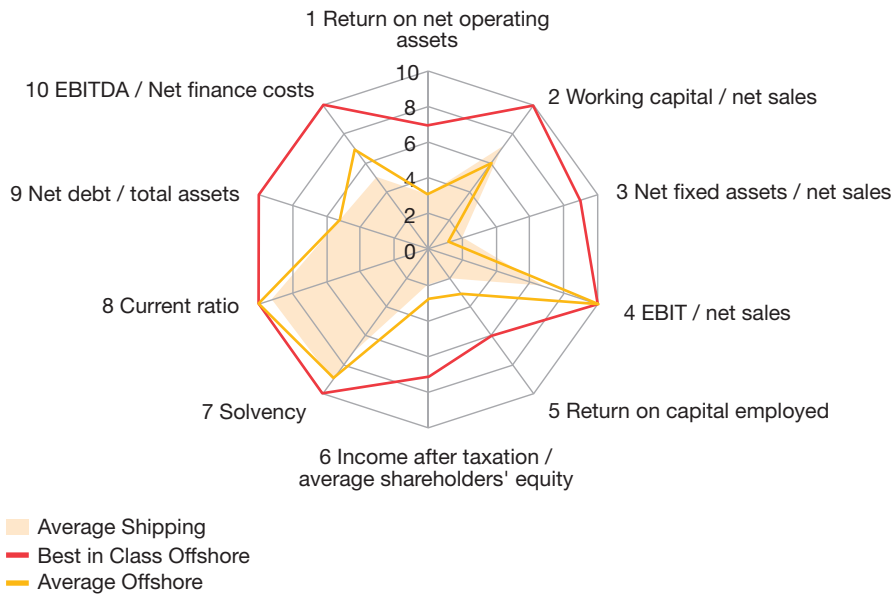 1 Return on net operating
assets
10 EBITDA / Net finance costs
2 Working capital / net sales
9 Net debt / total assets
3 Net fixed assets / net sales
10
8
6
4
2
0
8 Current ratio
4 EBIT / net sales
7 Solvency
5 Return on capital employed
6 Income after taxation /
average shareholders' equity
Average Shipping
Best in Class Offshore
Average Offshore